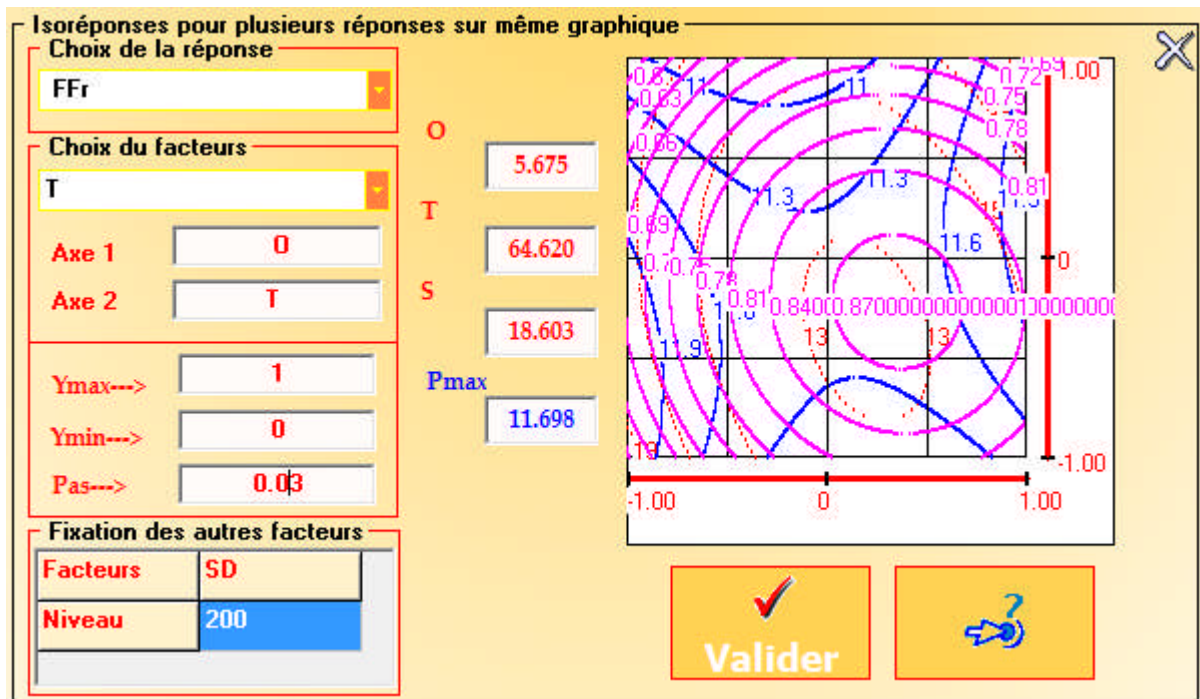 Isoréponses pour plusieurs réponses sur même graphique
Choix de la réponse
FFr
Choix du facteurs
T
Axe 1
O
Axe 2
T
Ymax--->
1
Ymin--->
0
Pas--->
0.03
Fixation des autres facteurs
Facteurs
SD
Niveau
200
O
5.675
T
64.620
S
18.603
Pmax
11.698
0.63
0.66
0.69
11
11
11.3
11.3
11.6
11.9
0.72
0.75
0.78
0.81
0.78
0.81
13
13
19
1.00
0
-1.00
-1.00
0
1.00
Valider
?